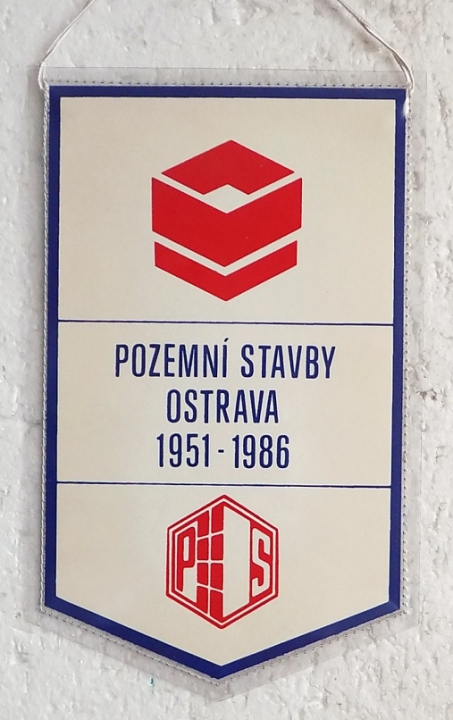 POZEMNÍ STAVBY
OSTRAVA
1951 - 1986
P S